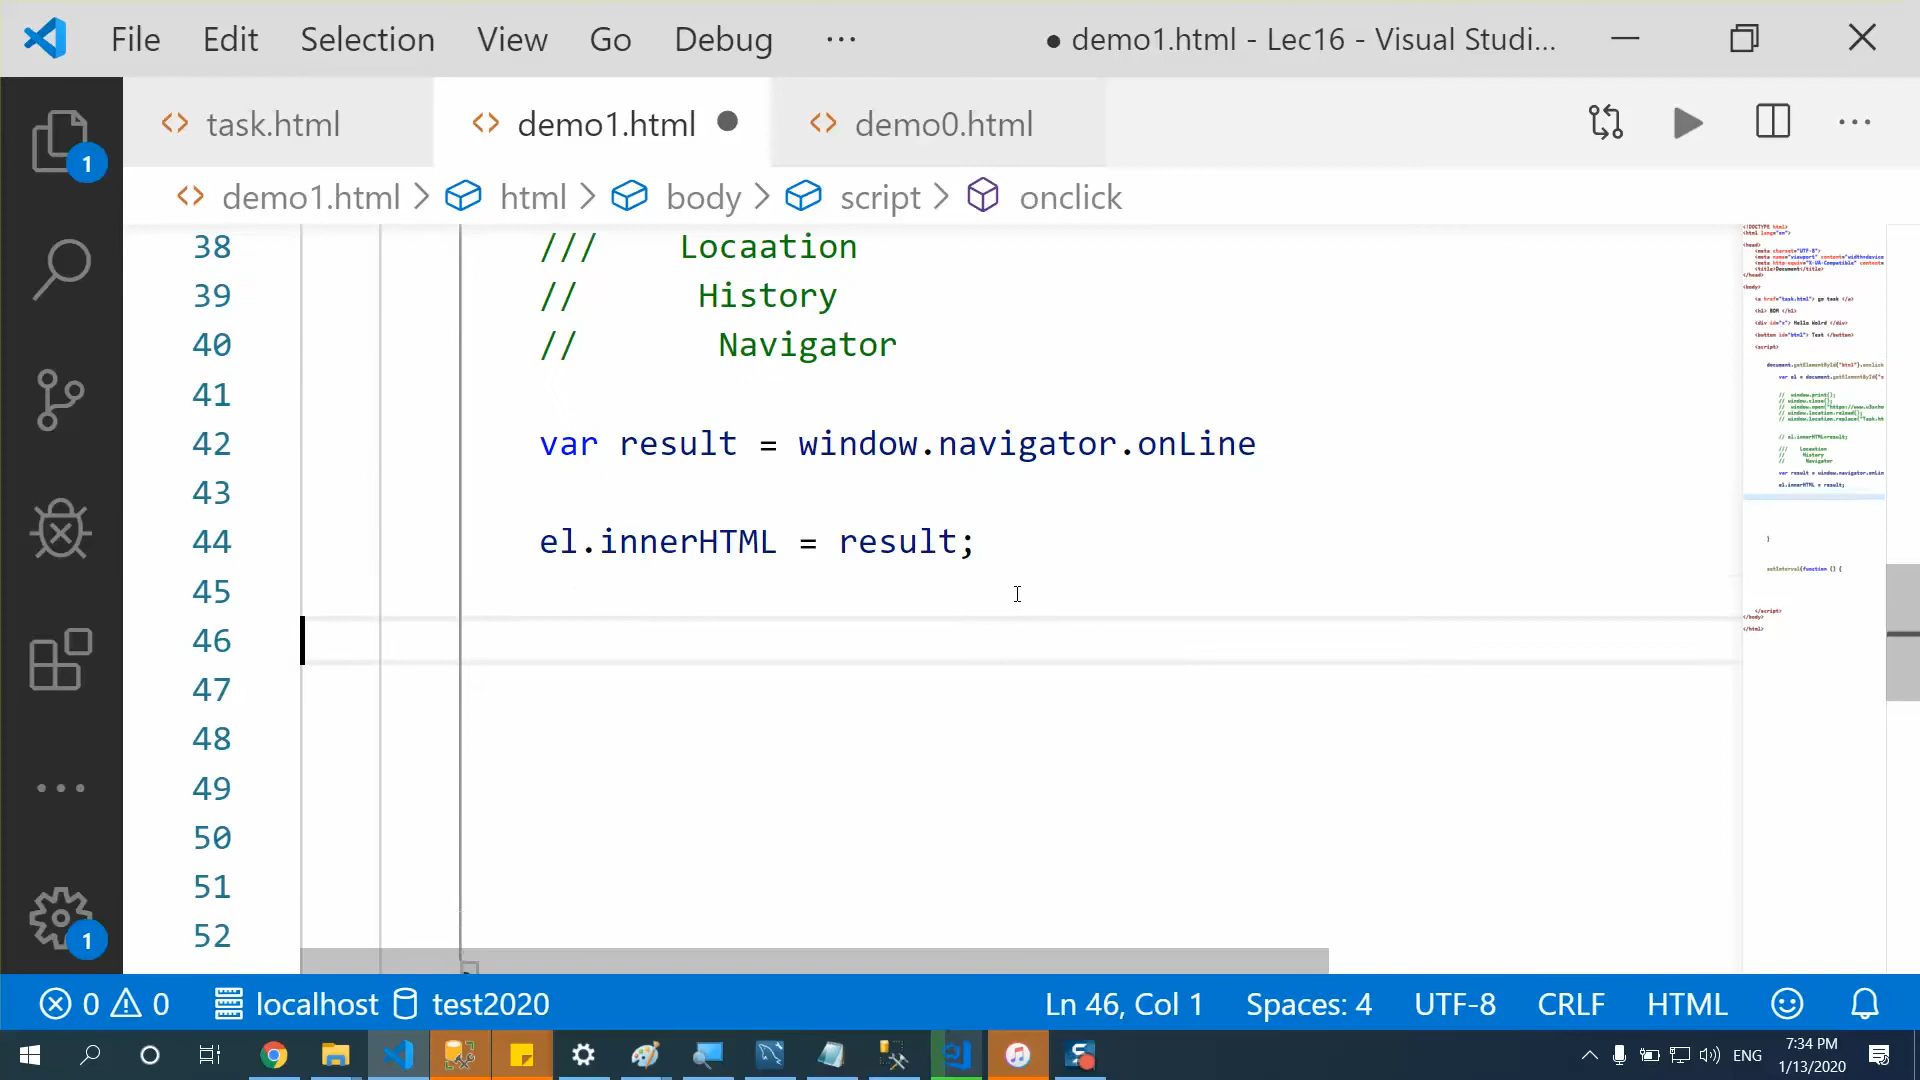 File Edit Selection View Go Debug ··· ● demo1.html - Lec16 - Visual Studi...
task.html demo1.html ● demo0.html ···
demo1.html > html > body > script > onclick
38 /// Locaation
39 // History
40 // Navigator
41
42 var result = window.navigator.onLine
43
44 el.innerHTML = result;
45
46
47
48
49
50
51
52
1
1
0 0 localhost test2020 Ln 46, Col 1 Spaces: 4 UTF-8 CRLF HTML
ENG 7:34 PM
1/13/2020